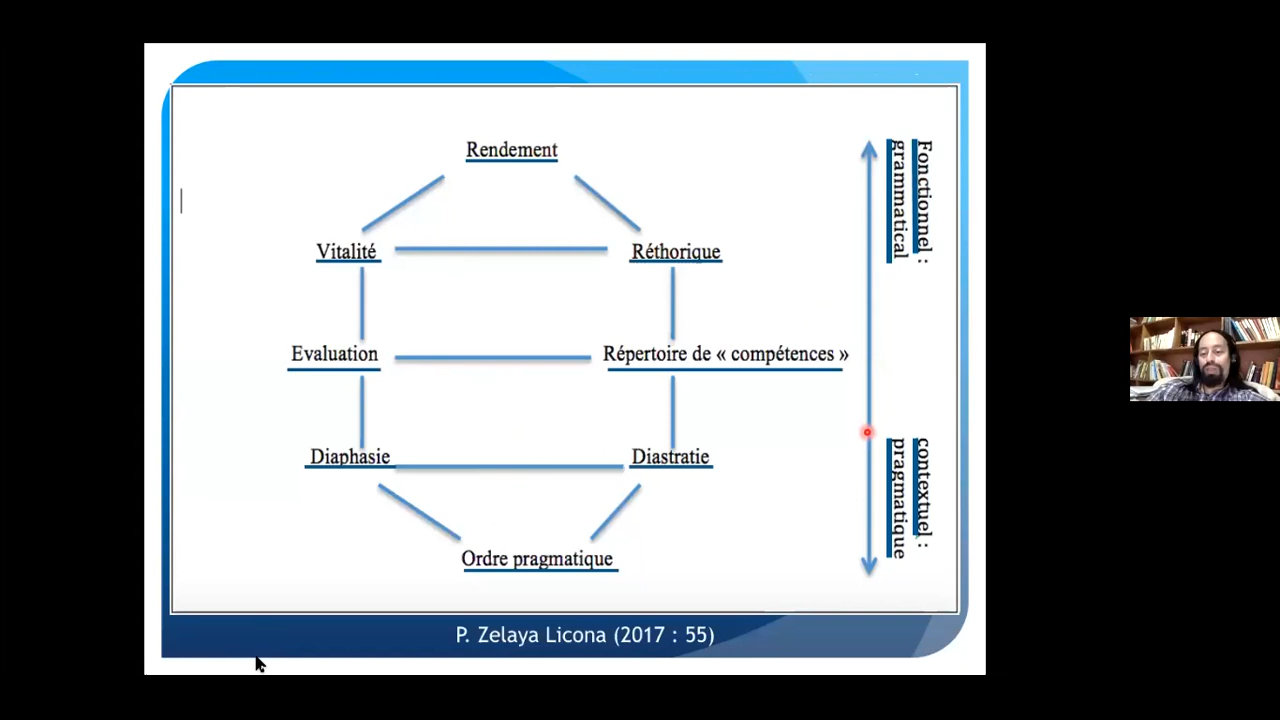 Rendement
Vitalité
Réthorique
Evaluation
Répertoire de « compétences »
Diaphasie
Diastratie
Ordre pragmatique
Fonctionnel :
grammatical
contextuel :
pragmatique
P. Zelaya Licona (2017 : 55)